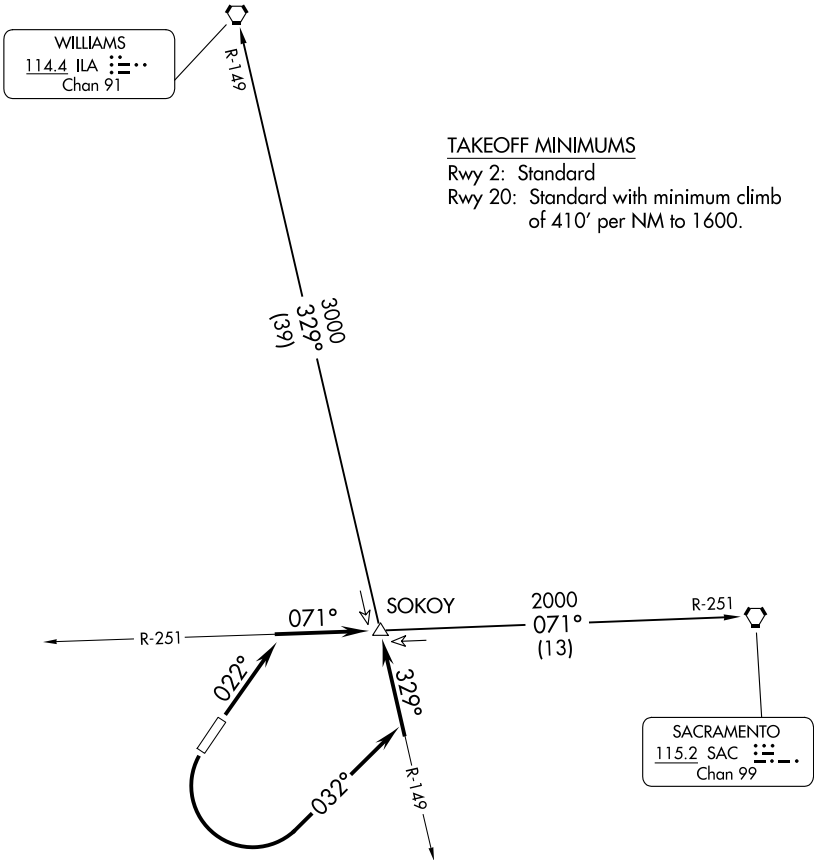 WILLIAMS
114.4 ILA
Chan 91
R-149
TAKEOFF MINIMUMS
Rwy 2: Standard
Rwy 20: Standard with minimum climb
of 410' per NM to 1600.
3000
329°
(39)
SOKOY
071°
R-251
2000
071°
(13)
R-251
022°
329°
032°
R-149
SACRAMENTO
115.2 SAC
Chan 99